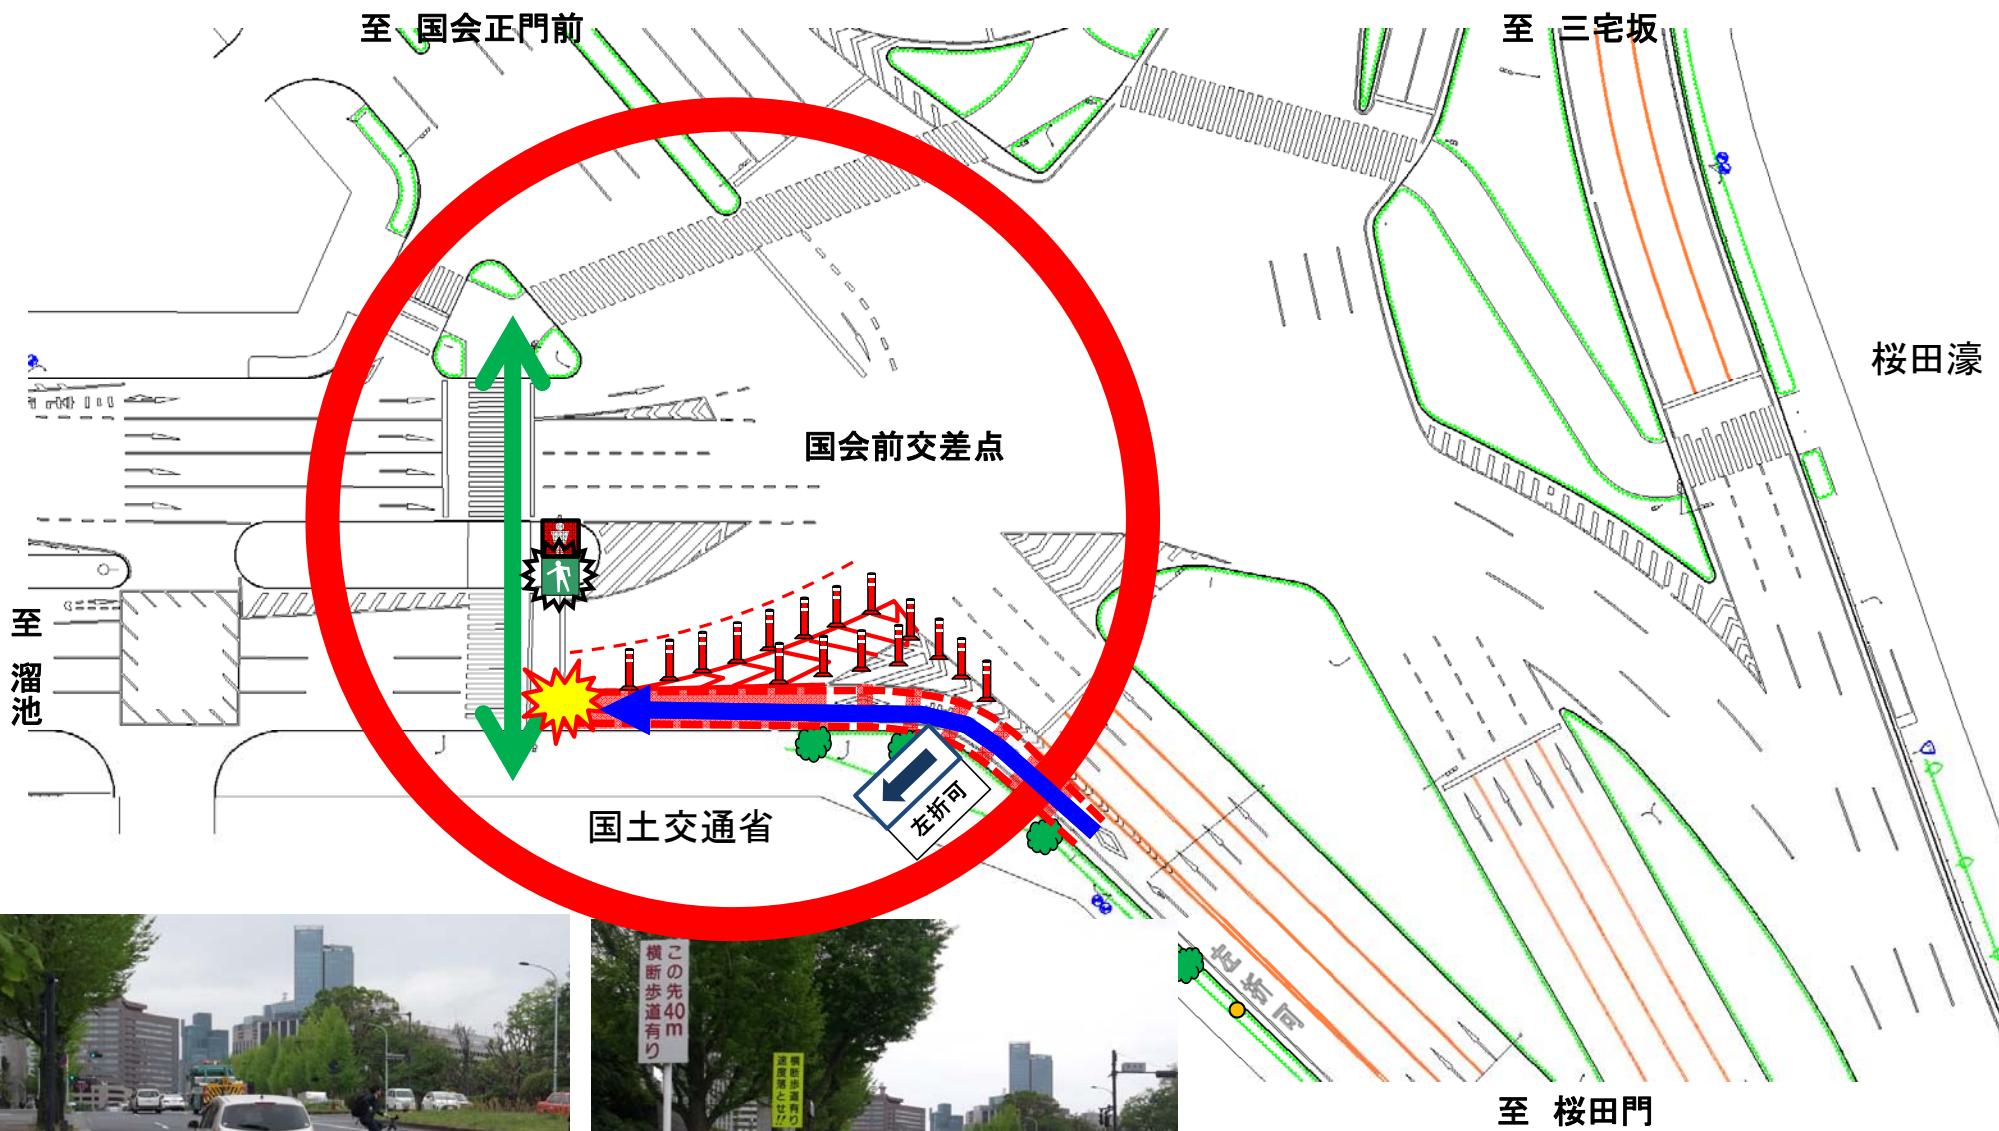 至 国会正門前
至 三宅坂
桜田濠
国会前交差点
至 溜池
左折可
国土交通省
左折可
この先40m
横断歩道有り
横断歩道有り
速度落とせ!!
至 桜田門